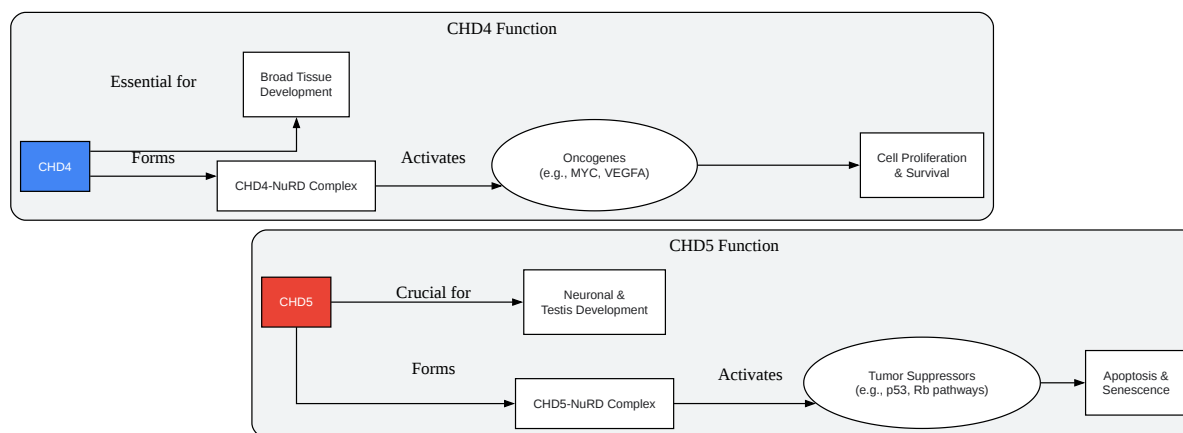 CHD4 Function
Essential for
Broad Tissue
Development
CHD4
Forms
CHD4-NuRD Complex
Activates
Oncogenes
(e.g., MYC, VEGFA)
Cell Proliferation
& Survival
CHD5 Function
CHD5
Crucial for
Neuronal &
Testis Development
Forms
CHD5-NuRD Complex
Activates
Tumor Suppressors
(e.g., p53, Rb pathways)
Apoptosis &
Senescence